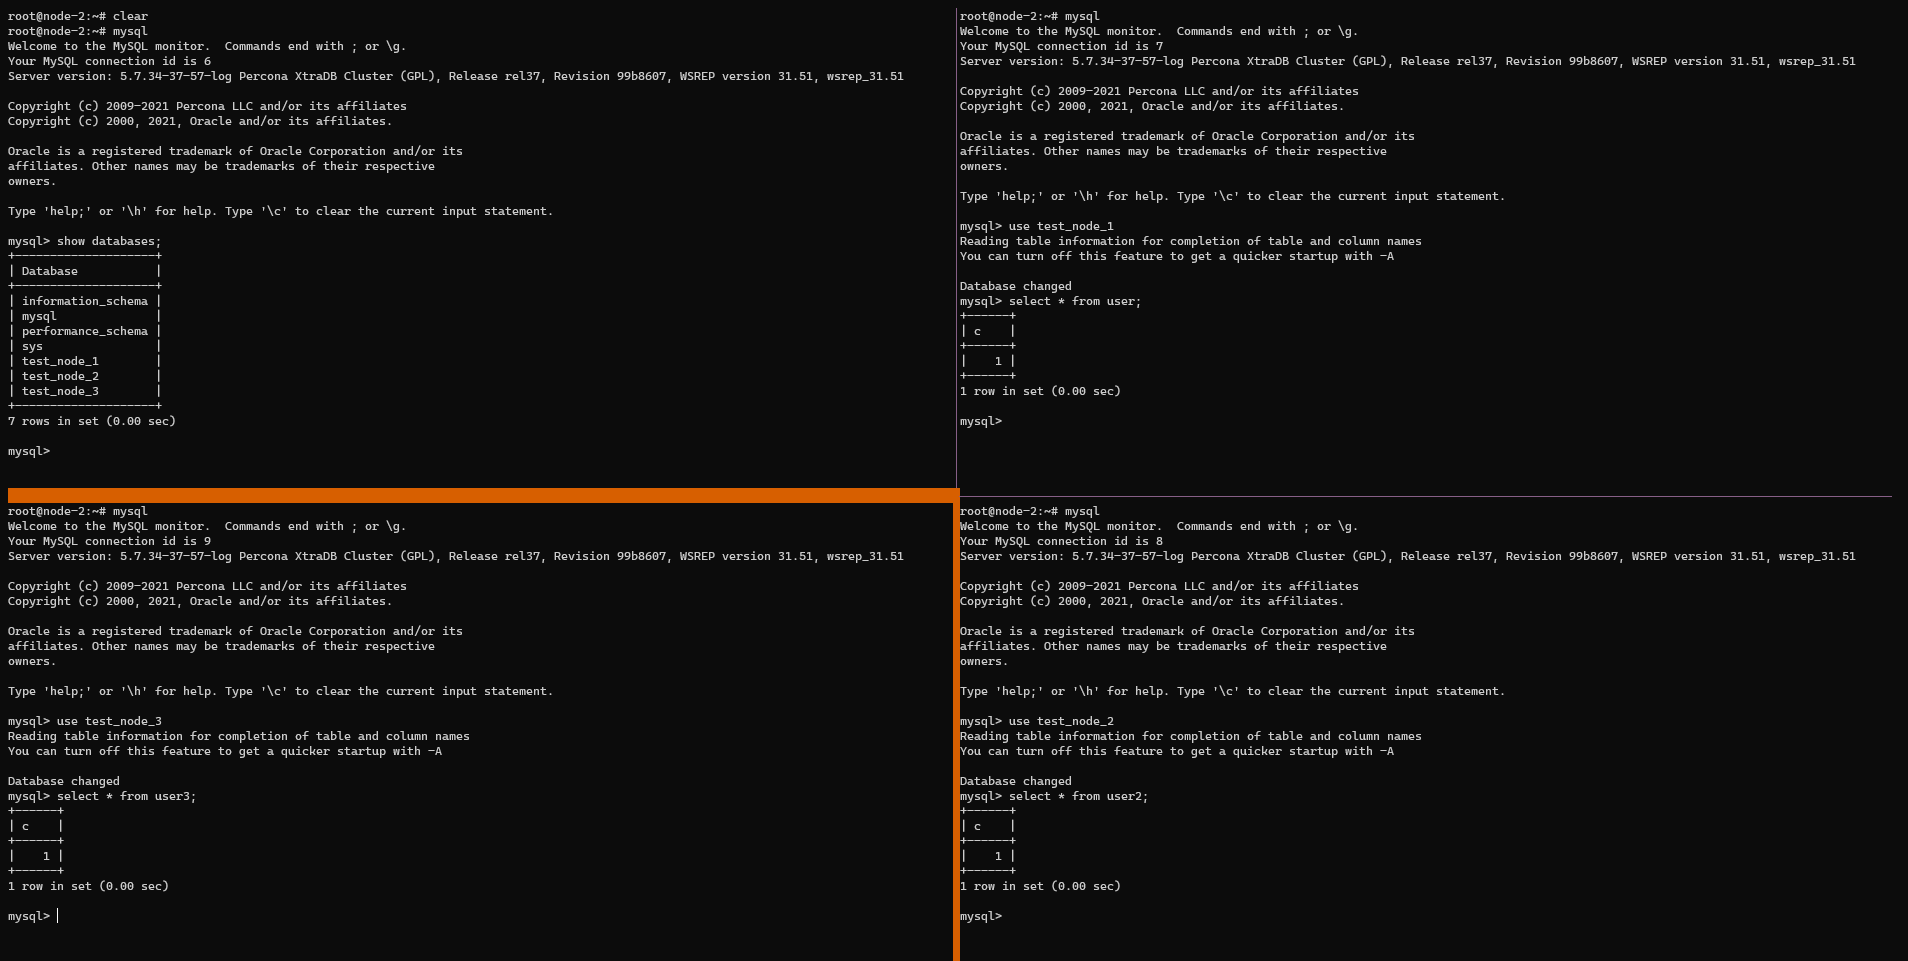 root@node-2:~# clear
root@node-2:~# mysql
Welcome to the MySQL monitor.  Commands end with ; or \g.
Your MySQL connection id is 6
Server version: 5.7.34-37-57-log Percona XtraDB Cluster (GPL), Release rel37, Revision 99b8607, WSREP version 31.51, wsrep_31.51

Copyright (c) 2009-2021 Percona LLC and/or its affiliates
Copyright (c) 2000, 2021, Oracle and/or its affiliates.

Oracle is a registered trademark of Oracle Corporation and/or its
affiliates. Other names may be trademarks of their respective
owners.

Type 'help;' or '\h' for help. Type '\c' to clear the current input statement.

mysql> show databases;
+--------------------+
| Database           |
+--------------------+
| information_schema |
| mysql              |
| performance_schema |
| sys                |
| test_node_1        |
| test_node_2        |
| test_node_3        |
+--------------------+
7 rows in set (0.00 sec)

mysql>

root@node-2:~# mysql
Welcome to the MySQL monitor.  Commands end with ; or \g.
Your MySQL connection id is 7
Server version: 5.7.34-37-57-log Percona XtraDB Cluster (GPL), Release rel37, Revision 99b8607, WSREP version 31.51, wsrep_31.51

Copyright (c) 2009-2021 Percona LLC and/or its affiliates
Copyright (c) 2000, 2021, Oracle and/or its affiliates.

Oracle is a registered trademark of Oracle Corporation and/or its
affiliates. Other names may be trademarks of their respective
owners.

Type 'help;' or '\h' for help. Type '\c' to clear the current input statement.

mysql> use test_node_1
Reading table information for completion of table and column names
You can turn off this feature to get a quicker startup with -A

Database changed
mysql> select * from user;
+------+
| c    |
+------+
|    1 |
+------+
1 row in set (0.00 sec)

mysql>

root@node-2:~# mysql
Welcome to the MySQL monitor.  Commands end with ; or \g.
Your MySQL connection id is 9
Server version: 5.7.34-37-57-log Percona XtraDB Cluster (GPL), Release rel37, Revision 99b8607, WSREP version 31.51, wsrep_31.51

Copyright (c) 2009-2021 Percona LLC and/or its affiliates
Copyright (c) 2000, 2021, Oracle and/or its affiliates.

Oracle is a registered trademark of Oracle Corporation and/or its
affiliates. Other names may be trademarks of their respective
owners.

Type 'help;' or '\h' for help. Type '\c' to clear the current input statement.

mysql> use test_node_3
Reading table information for completion of table and column names
You can turn off this feature to get a quicker startup with -A

Database changed
mysql> select * from user3;
+------+
| c    |
+------+
|    1 |
+------+
1 row in set (0.00 sec)

mysql>

root@node-2:~# mysql
Welcome to the MySQL monitor.  Commands end with ; or \g.
Your MySQL connection id is 8
Server version: 5.7.34-37-57-log Percona XtraDB Cluster (GPL), Release rel37, Revision 99b8607, WSREP version 31.51, wsrep_31.51

Copyright (c) 2009-2021 Percona LLC and/or its affiliates
Copyright (c) 2000, 2021, Oracle and/or its affiliates.

Oracle is a registered trademark of Oracle Corporation and/or its
affiliates. Other names may be trademarks of their respective
owners.

Type 'help;' or '\h' for help. Type '\c' to clear the current input statement.

mysql> use test_node_2
Reading table information for completion of table and column names
You can turn off this feature to get a quicker startup with -A

Database changed
mysql> select * from user2;
+------+
| c    |
+------+
|    1 |
+------+
1 row in set (0.00 sec)

mysql>